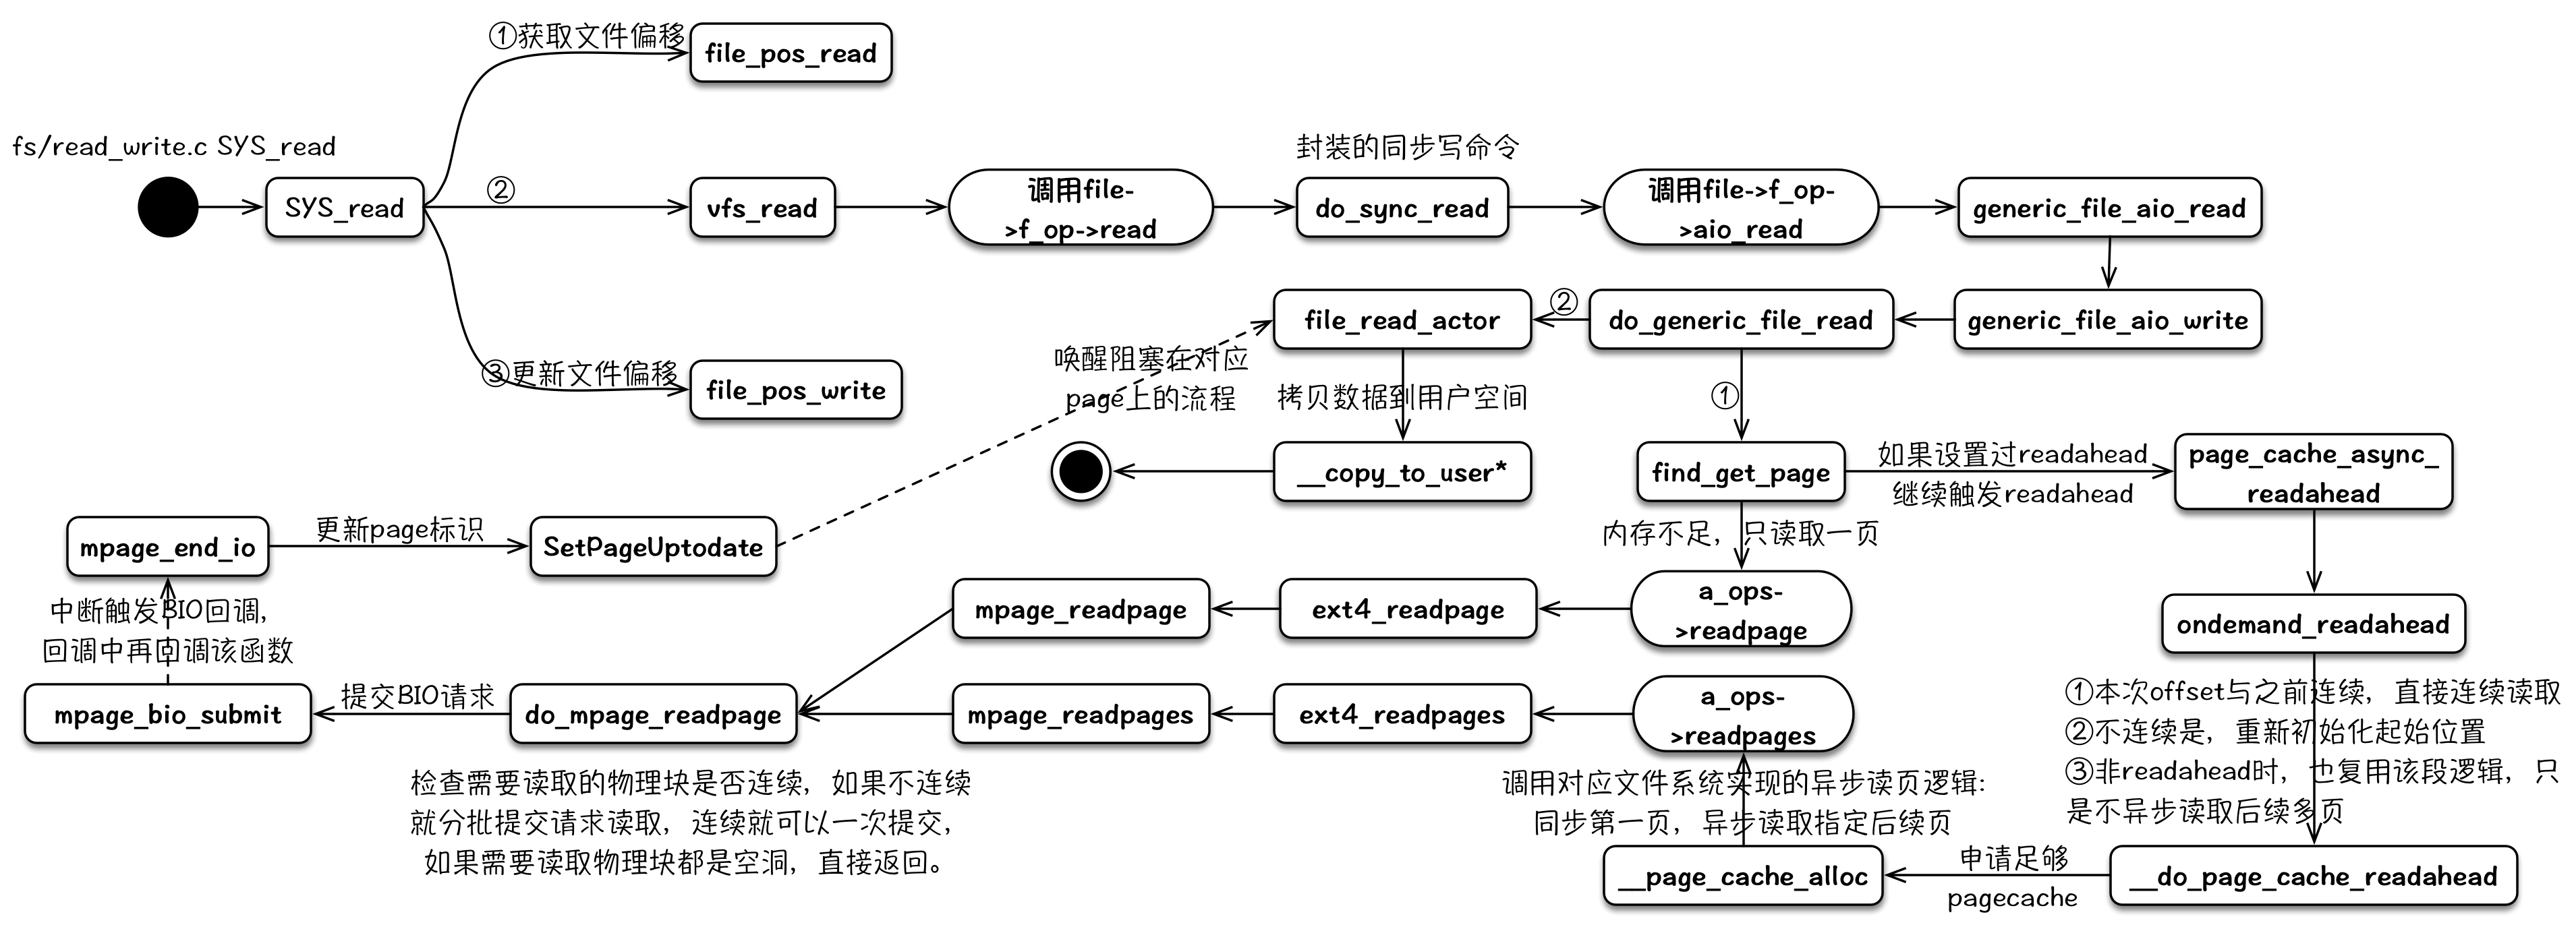 ①获取文件偏移
file_pos_read
fs/read_write.c SYS_read
SYS_read
②
vfs_read
调用file-
>f_op->read
封装的同步写命令
do_sync_read
调用file->f_op-
>aio_read
generic_file_aio_read
③更新文件偏移
file_pos_write
唤醒阻塞在对应
page上的流程
file_read_actor
②
do_generic_file_read
generic_file_aio_write
拷贝数据到用户空间
①
__copy_to_user*
find_get_page
如果设置过readahead
继续触发readahead
page_cache_async_
readahead
mpage_end_io
更新page标识
SetPageUptodate
内存不足，只读取一页
中断触发BIO回调，
回调中再回调该函数
mpage_readpage
ext4_readpage
a_ops-
>readpage
ondemand_readahead
mpage_bio_submit
提交BIO请求
do_mpage_readpage
mpage_readpages
ext4_readpages
a_ops-
>readpages
①本次offset与之前连续，直接连续读取
②不连续是，重新初始化起始位置
③非readahead时，也复用该段逻辑，只
是不异步读取后续多页
检查需要读取的物理块是否连续，如果不连续
就分批提交请求读取，连续就可以一次提交，
如果需要读取物理块都是空洞，直接返回。
调用对应文件系统实现的异步读页逻辑：
同步第一页，异步读取指定后续页
__page_cache_alloc
申请足够
pagecache
__do_page_cache_readahead